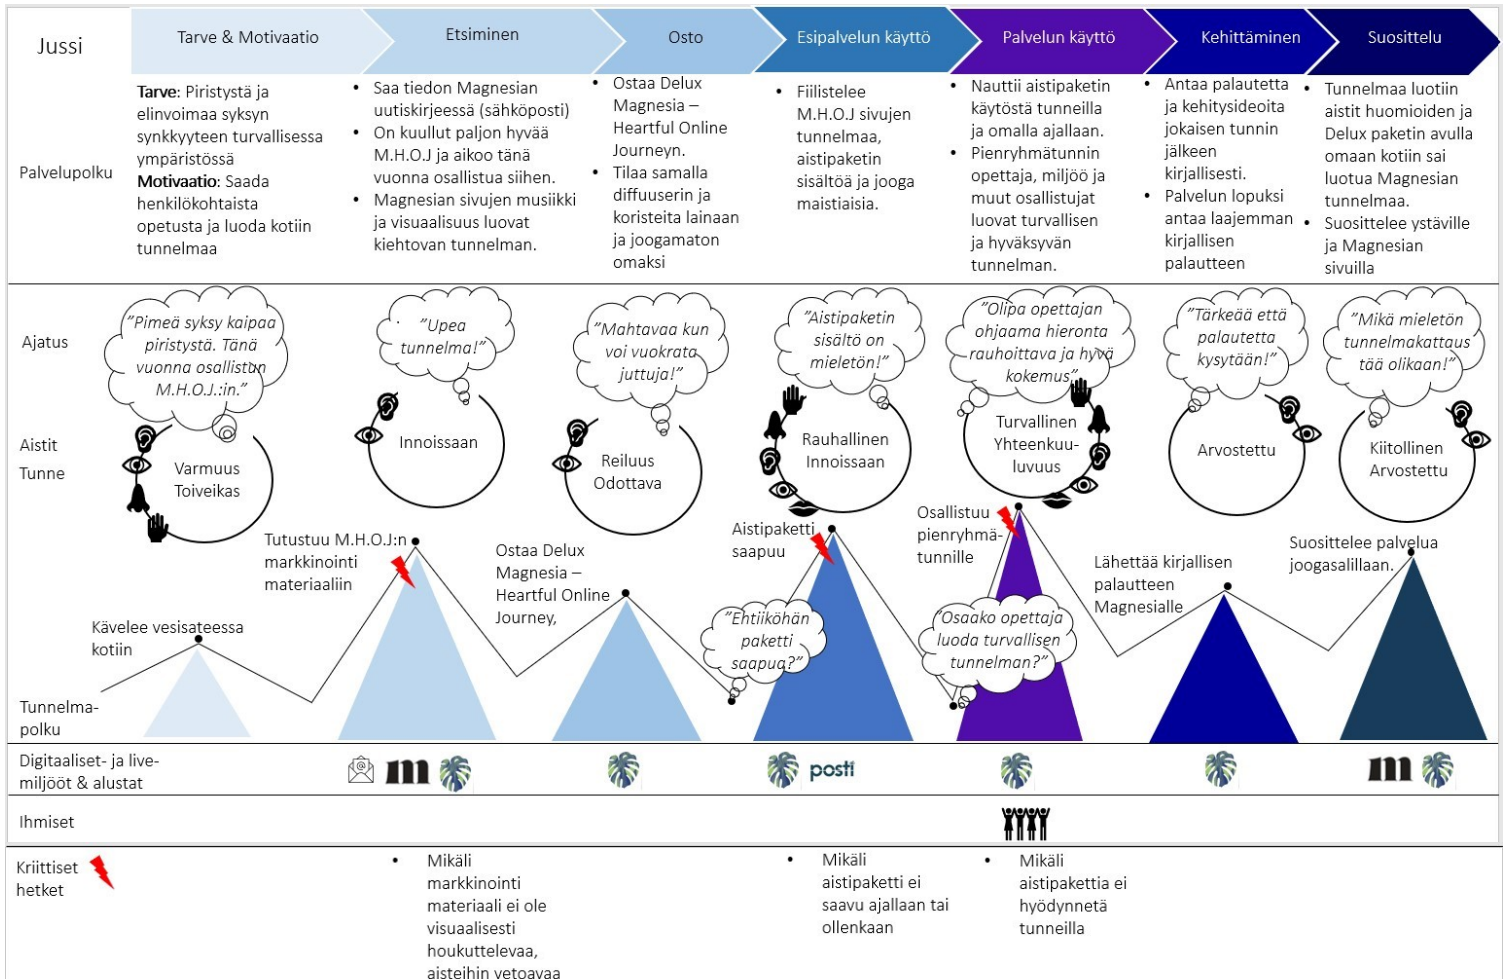 Jussi
Tarve & Motivaatio
Etsiminen
Osto
Esipalvelun käyttö
Palvelun käyttö
Kehittäminen
Suosittelu
Palvelupolku
Tarve: Piristystä ja
elinvoimaa syksyn
synkkyyteen turvallisessa
ympäristössä
Motivaatio: Saada
henkilökohtaista
opetusta ja luoda kotiin
tunnelmaa
• Saa tiedon Magnesian
uutiskirjeessä (sähköposti)
• On kuullut paljon hyvää
M.H.O.J ja aikoo tänä
vuonna osallistua siihen.
• Magnesian sivujen musiikki
ja visuaalisuus luovat
kiehtovan tunnelman.
• Ostaa Delux
Magnesia –
Heartful Online
Journeyn.
• Tilaa samalla
diffuuserin ja
koristeita lainaan
ja joogamaton
omaksi
• Fiilistelee
M.H.O.J sivujen
tunnelmaa,
aistipaketin
sisältöä ja jooga
maistiaisia.
• Nauttii aistipaketin
käytöstä tunneilla
ja omalla ajallaan.
• Pienryhmätunnin
opettaja, miljöö ja
muut osallistujat
luovat turvallisen
ja hyväksyvän
tunnelman.
• Antaa palautetta
ja kehitysideoita
jokaisen tunnin
jälkeen
kirjallisesti.
• Palvelun lopuksi
antaa laajemman
kirjallisen
palautteen
• Tunnelmaa luotiin
aistit huomioiden ja
Delux paketin avulla
omaan kotiin sai
luotua Magnesian
tunnelmaa.
• Suosittelee ystäville
ja Magnesian
sivuilla
Ajatus
"Pimeä syksy kaipaa
piristystä. Tänä
vuonna osallistun
M.H.O.J.:in."
"Upea
tunnelma!"
"Mahtavaa kun
voi vuokrata
juttuja!"
"Aistipaketin
sisältö on
mieletön!"
"Olipa opettajan
ohjaama hieronta
rauhoittava ja hyvä
kokemus"
"Tärkeää että
palautetta
kysytään!"
"Mikä mieletön
tunnelmakattaus
tää olikaan!"
Aistit
Tunne
Varmuus
Toiveikas
Innoissaan
Reiluus
Odottava
Rauhallinen
Innoissaan
Turvallinen
Yhteenkuu-
luvuus
Arvostettu
Kiitollinen
Arvostettu
Tunnelma-
polku
Kävelee vesisateessa
kotiin
Tutustuu M.H.O.J:n
markkinointi
materiaaliin
Ostaa Delux
Magnesia –
Heartful Online
Journey,
"Ehtiiköhän
paketti
saapua?"
Aistipaketti
saapuu
Osallistuu
pienryhmä-
tunnille
"Osaako opettaja
luoda turvallisen
tunnelman?"
Lähettää kirjallisen
palautteen
Magnesialle
Suosittelee palvelua
joogasalillaan.
Digitaaliset- ja live-
miljööt & alustat
@
m
posti
m
Ihmiset
Kriittiset
hetket
• Mikäli
markkinointi
materiaali ei ole
visuaalisesti
houkuttelevaa,
aisteihin vetoavaa
• Mikäli
aistipaketti ei
saavu ajallaan tai
ollenkaan
• Mikäli
aistipakettia ei
hyödynnetä
tunneilla